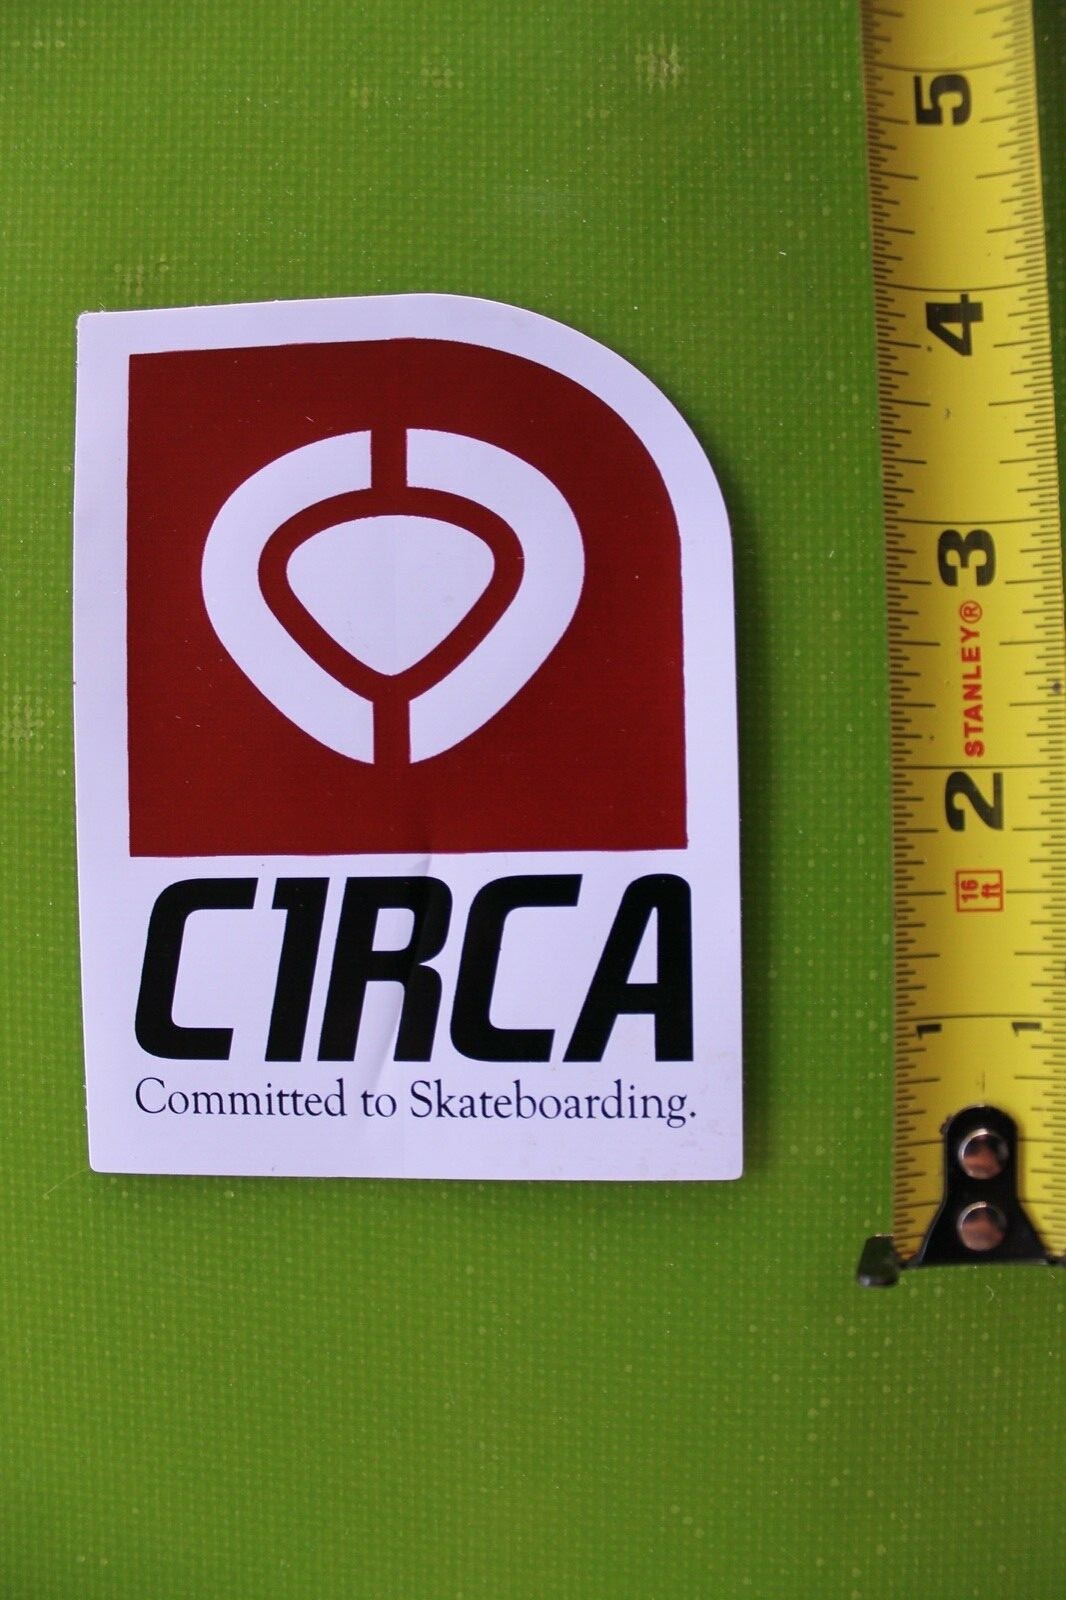 C1RCA
Committed to Skateboarding.
5
4
3
STANLEY®
2
16 ft
1 1